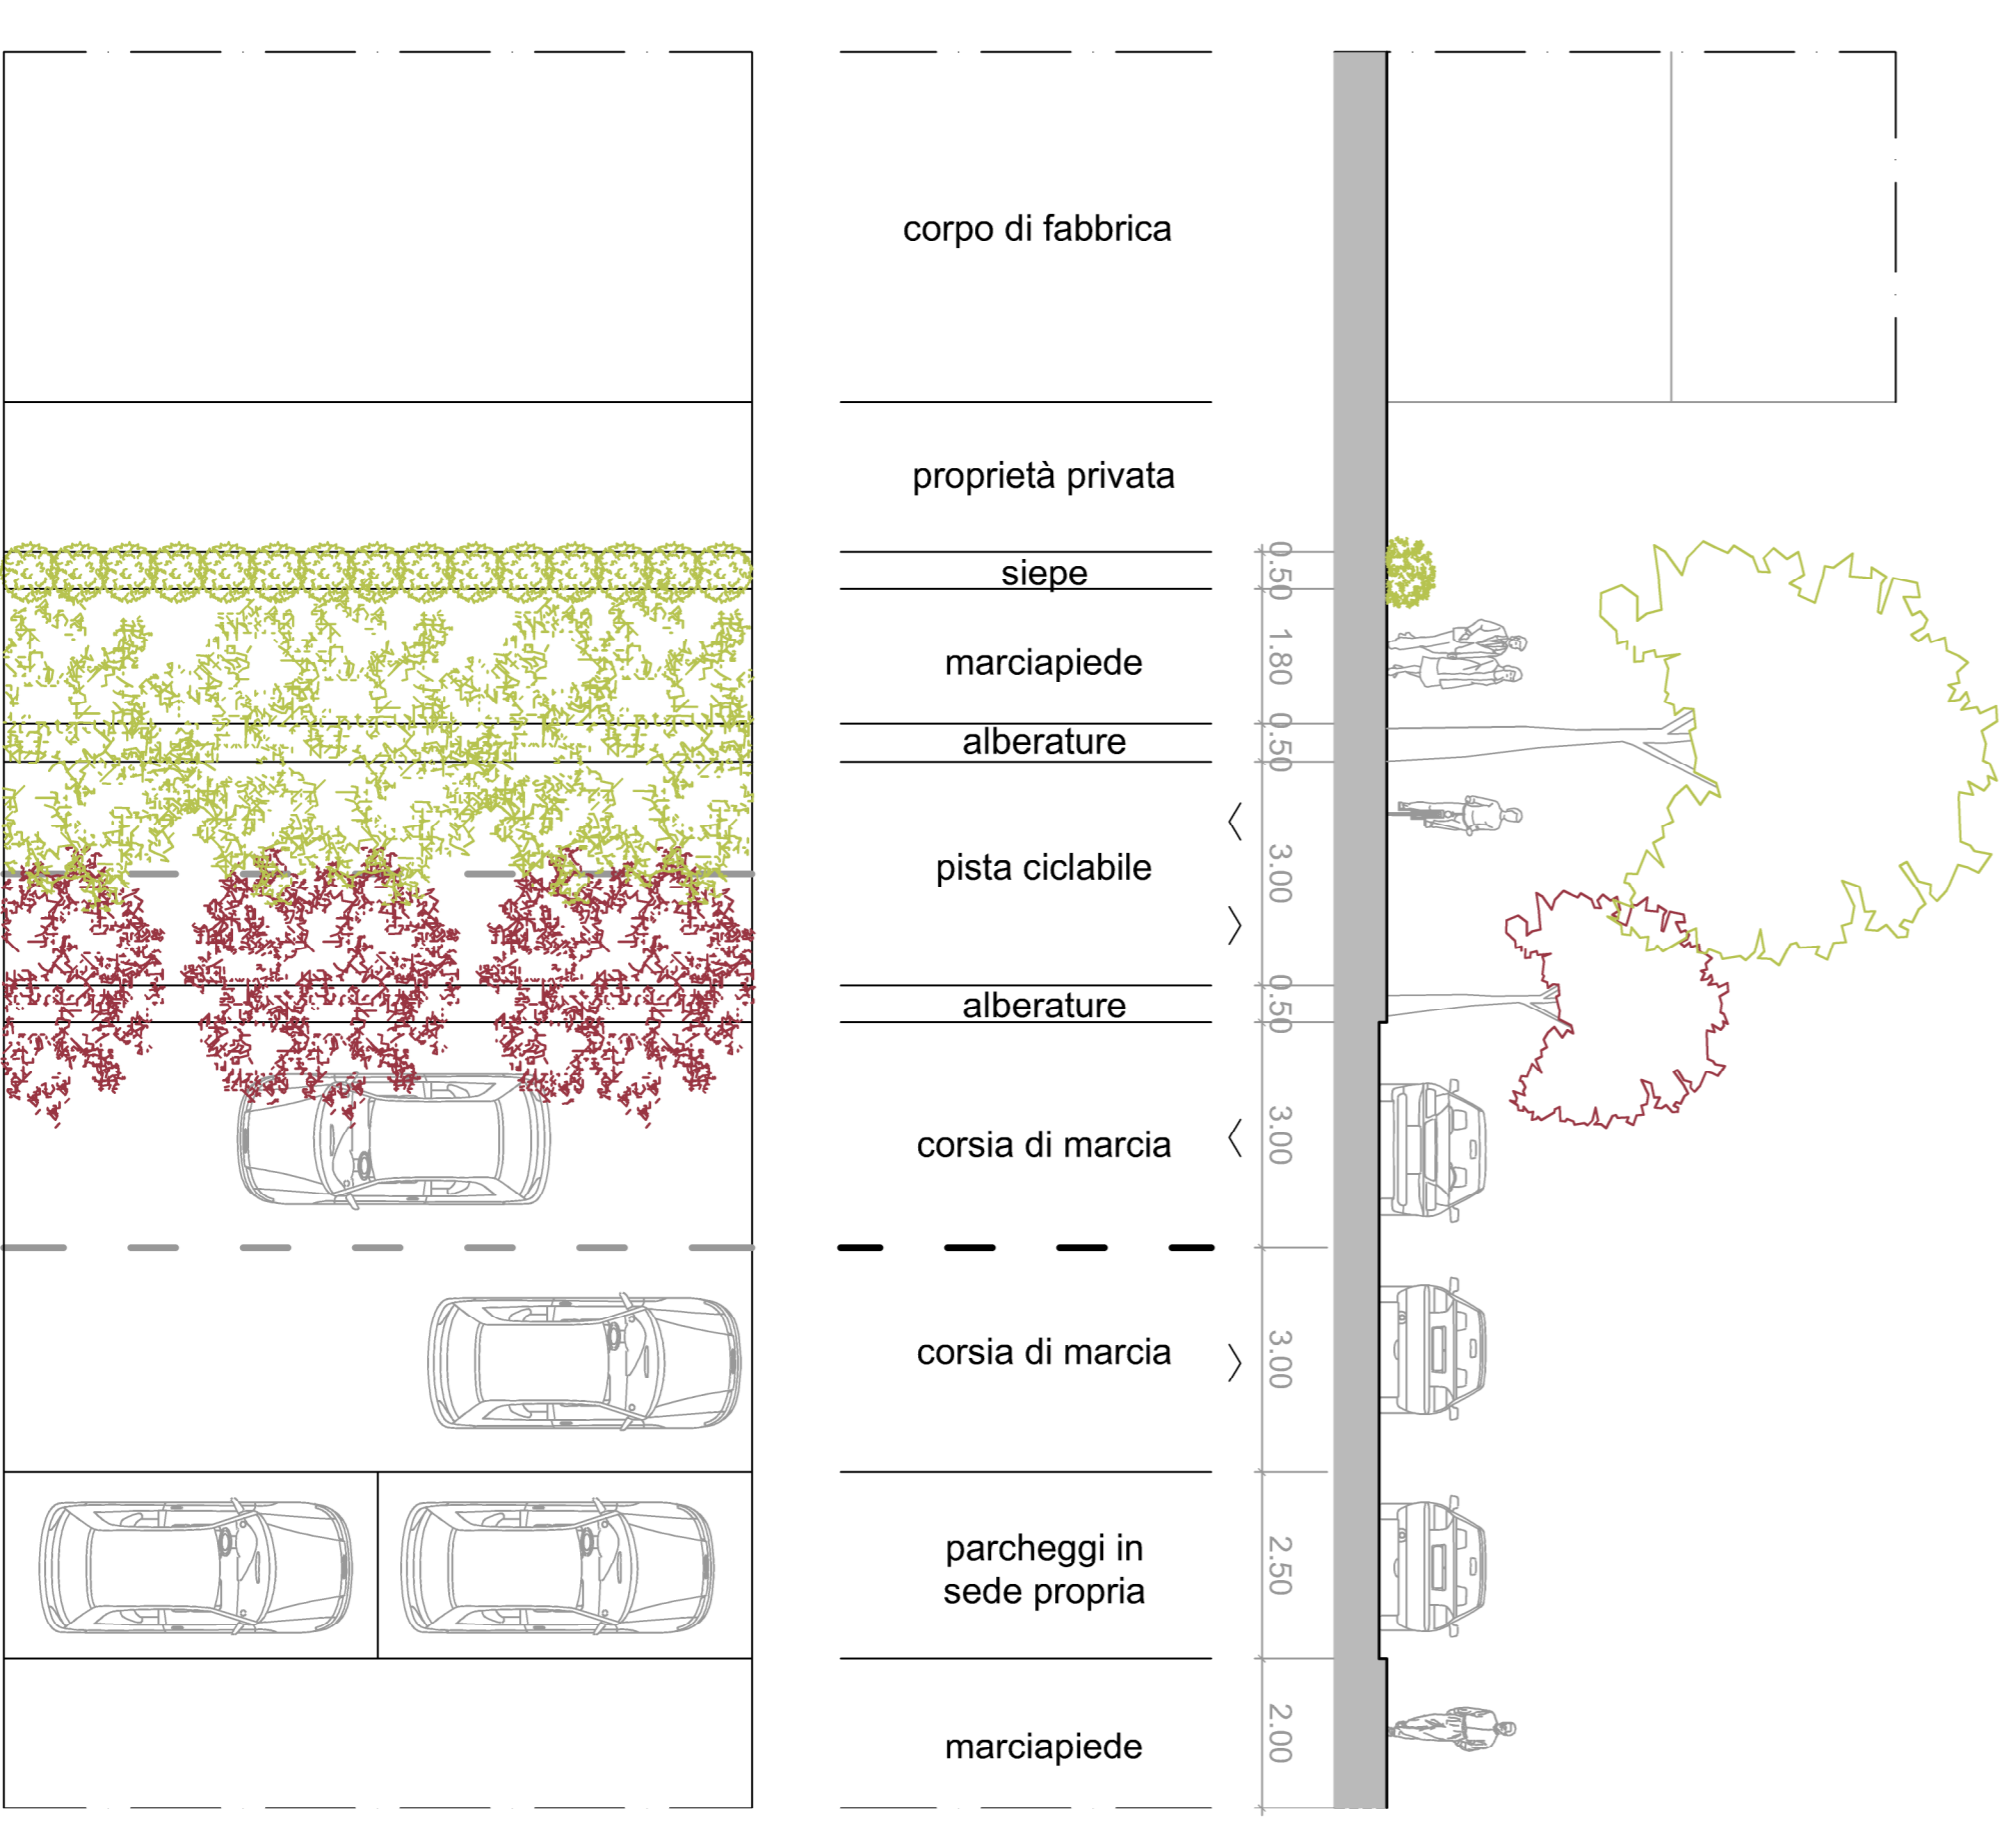 corpo di fabbrica
proprietà privata
siepe
0.50
marciapiede
1.80
alberature
0.50
pista ciclabile
3.00
alberature
0.50
corsia di marcia
3.00
corsia di marcia
3.00
parcheggi in
sede propria
2.50
marciapiede
2.00